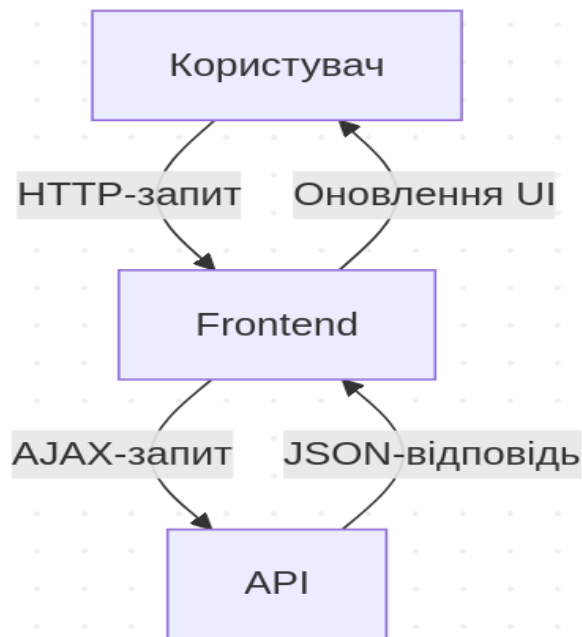 Користувач
HTTP-запит
Оновлення UI
Frontend
AJAX-запит
JSON-відповідь
API